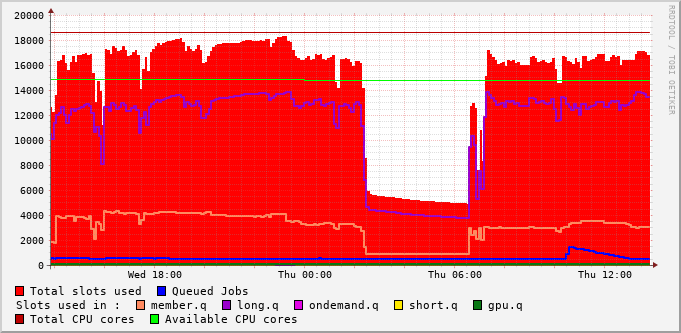 20000
18000
16000
14000
12000
10000
8000
6000
4000
2000
0
Wed 18:00 Thu 00:00 Thu 06:00 Thu 12:00
RRDTOOL / TOBI OETIKER
Total slots used Queued Jobs
Slots used in : member.q long.q ondemand.q short.q gpu.q
Total CPU cores Available CPU cores